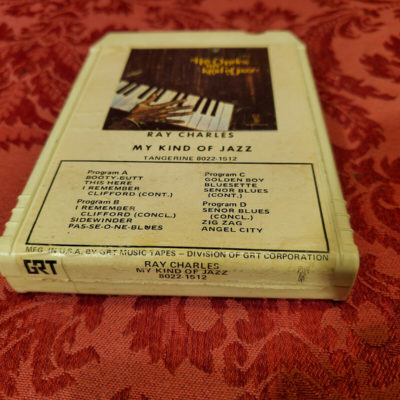 Ray Charles
My
Kind of Jazz
RAY CHARLES
MY KIND OF JAZZ
TANGERINE 8022-1512
Program A
BOOTY-BUTT
THIS HERE
I REMEMBER
CLIFFORD (CONT.)
Program B
I REMEMBER
CLIFFORD (CONCL.)
SIDEWINDER
PAS-SE-O-NE-BLUES
Program C
GOLDEN BOY
BLUESETTE
SENOR BLUES
(CONT.)
Program D
SENOR BLUES
(CONCL.)
ZIG ZAG
ANGEL CITY
MFG. IN U.S.A. BY GRT MUSIC TAPES – DIVISION OF GRT CORPORATION
GRT
RAY CHARLES
MY KIND OF JAZZ
8022-1512